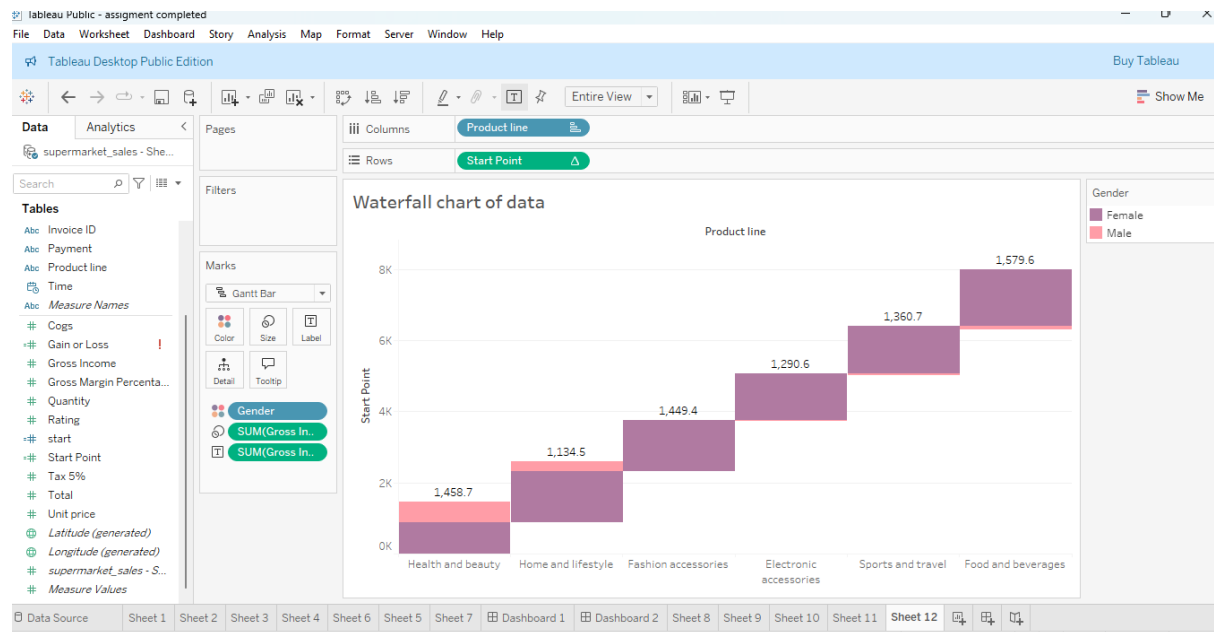 Tableau Public - assigment completed
File Data Worksheet Dashboard Story Analysis Map Format Server Window Help
Tableau Desktop Public Edition
Buy Tableau
Entire View
Show Me
Data
Analytics
Pages
Columns
Product line
supermarket_sales - She...
Rows
Start Point
Search
Filters
Tables
Abc Invoice ID
Abc Payment
Abc Product line
Time
Abc Measure Names
Cogs
Gain or Loss !
Gross Income
Gross Margin Percenta...
Quantity
Rating
start
Start Point
Tax 5%
Total
Unit price
Latitude (generated)
Longitude (generated)
supermarket_sales - S...
Measure Values
Marks
Gantt Bar
Color Size Label
Detail Tooltip
Gender
SUM(Gross In..
SUM(Gross In..
Waterfall chart of data
Product line
Start Point
8K
6K
4K
2K
0K
1,458.7
1,134.5
1,449.4
1,290.6
1,360.7
1,579.6
Health and beauty
Home and lifestyle
Fashion accessories
Electronic
accessories
Sports and travel
Food and beverages
Gender
Female
Male
Data Source Sheet 1 Sheet 2 Sheet 3 Sheet 4 Sheet 6 Sheet 5 Sheet 7 Dashboard 1 Dashboard 2 Sheet 8 Sheet 9 Sheet 10 Sheet 11 Sheet 12